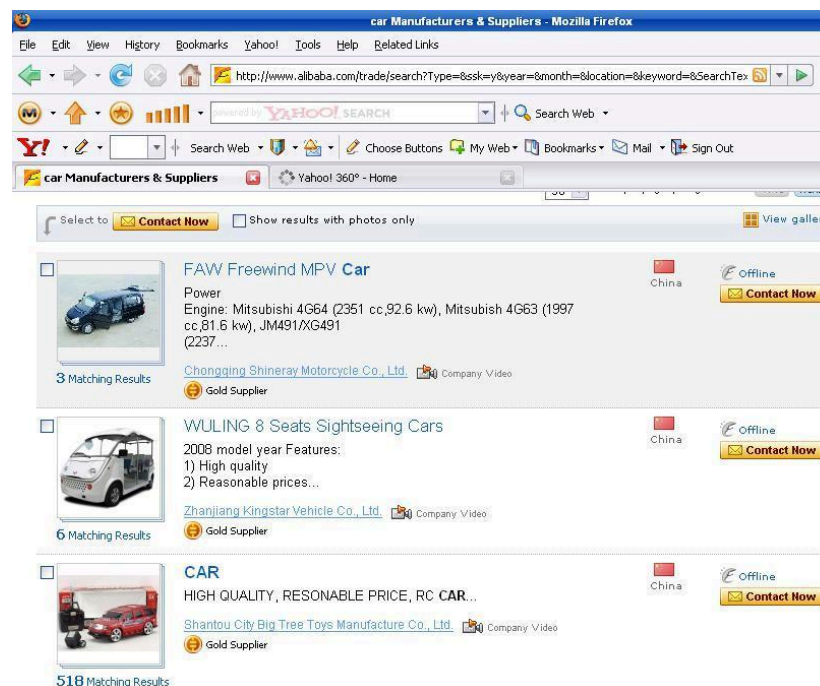 car Manufacturers & Suppliers - Mozilla Firefox
File Edit View History Bookmarks Yahoo! Tools Help Related Links
http://www.alibaba.com/trade/search?Type=&ssk=y&year=&month=&location=&keyword=&SearchTex
powered by YAHOO! SEARCH Search Web
Y! Search Web Choose Buttons My Web Bookmarks Mail Sign Out
car Manufacturers & Suppliers Yahoo! 360° - Home
Select to Contact Now Show results with photos only View galle
FAW Freewind MPV Car
China
Offline
Contact Now
Power
Engine: Mitsubishi 4G64 (2351 cc,92.6 kw), Mitsubish 4G63 (1997
cc,81.6 kw), JM491/XG491
(2237...
3 Matching Results
Chongqing Shineray Motorcycle Co., Ltd. Company Video
Gold Supplier
WULING 8 Seats Sightseeing Cars
China
Offline
Contact Now
2008 model year Features:
1) High quality
2) Reasonable prices...
Zhanjiang Kingstar Vehicle Co., Ltd. Company Video
6 Matching Results
Gold Supplier
CAR
China
Offline
Contact Now
HIGH QUALITY, RESONABLE PRICE, RC CAR...
Shantou City Big Tree Toys Manufacture Co., Ltd. Company Video
Gold Supplier
518 Matching Results